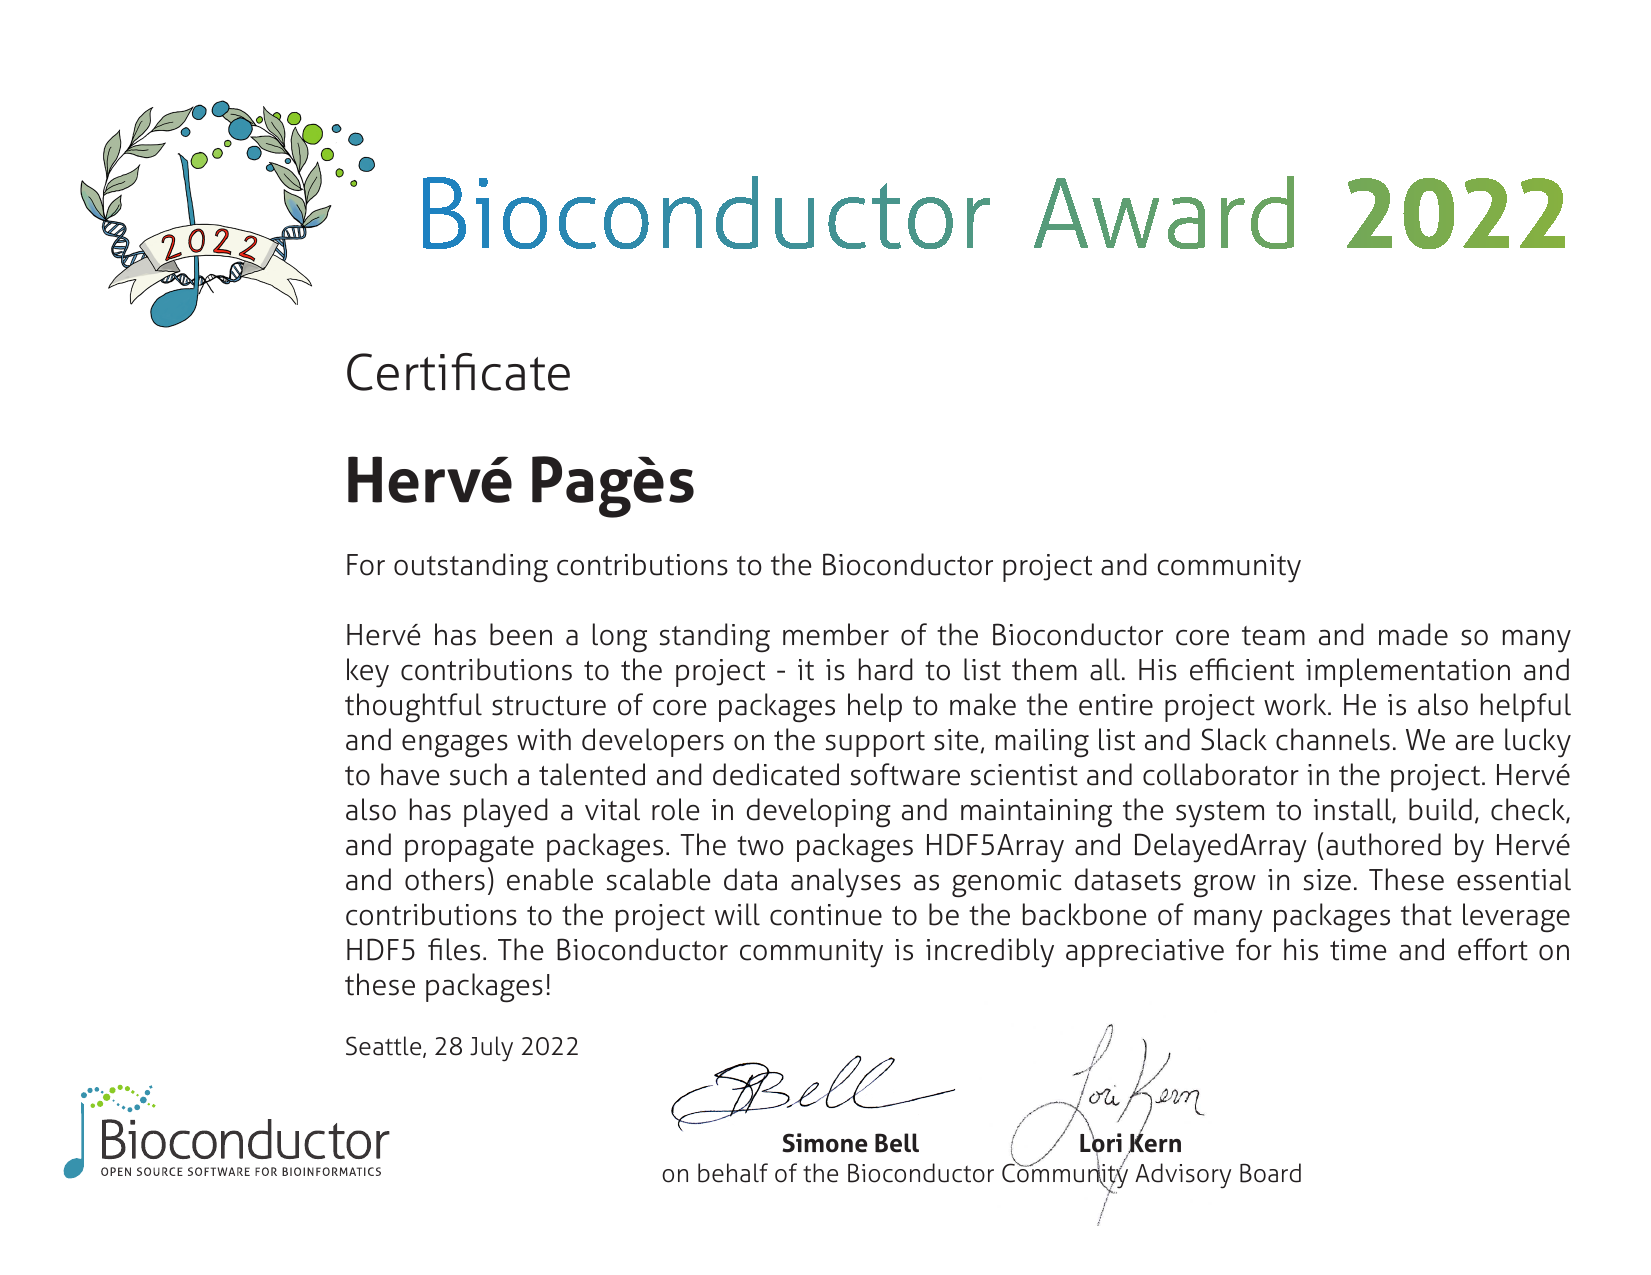 2022
Bioconductor Award 2022
Certificate
Hervé Pagès
For outstanding contributions to the Bioconductor project and community
Hervé has been a long standing member of the Bioconductor core team and made so many
key contributions to the project - it is hard to list them all. His efficient implementation and
thoughtful structure of core packages help to make the entire project work. He is also helpful
and engages with developers on the support site, mailing list and Slack channels. We are lucky
to have such a talented and dedicated software scientist and collaborator in the project. Hervé
also has played a vital role in developing and maintaining the system to install, build, check,
and propagate packages. The two packages HDF5Array and DelayedArray (authored by Hervé
and others) enable scalable data analyses as genomic datasets grow in size. These essential
contributions to the project will continue to be the backbone of many packages that leverage
HDF5 files. The Bioconductor community is incredibly appreciative for his time and effort on
these packages!
Seattle, 28 July 2022
SBell Lori Kern
Simone Bell Lori Kern
on behalf of the Bioconductor Community Advisory Board
Bioconductor
OPEN SOURCE SOFTWARE FOR BIOINFORMATICS